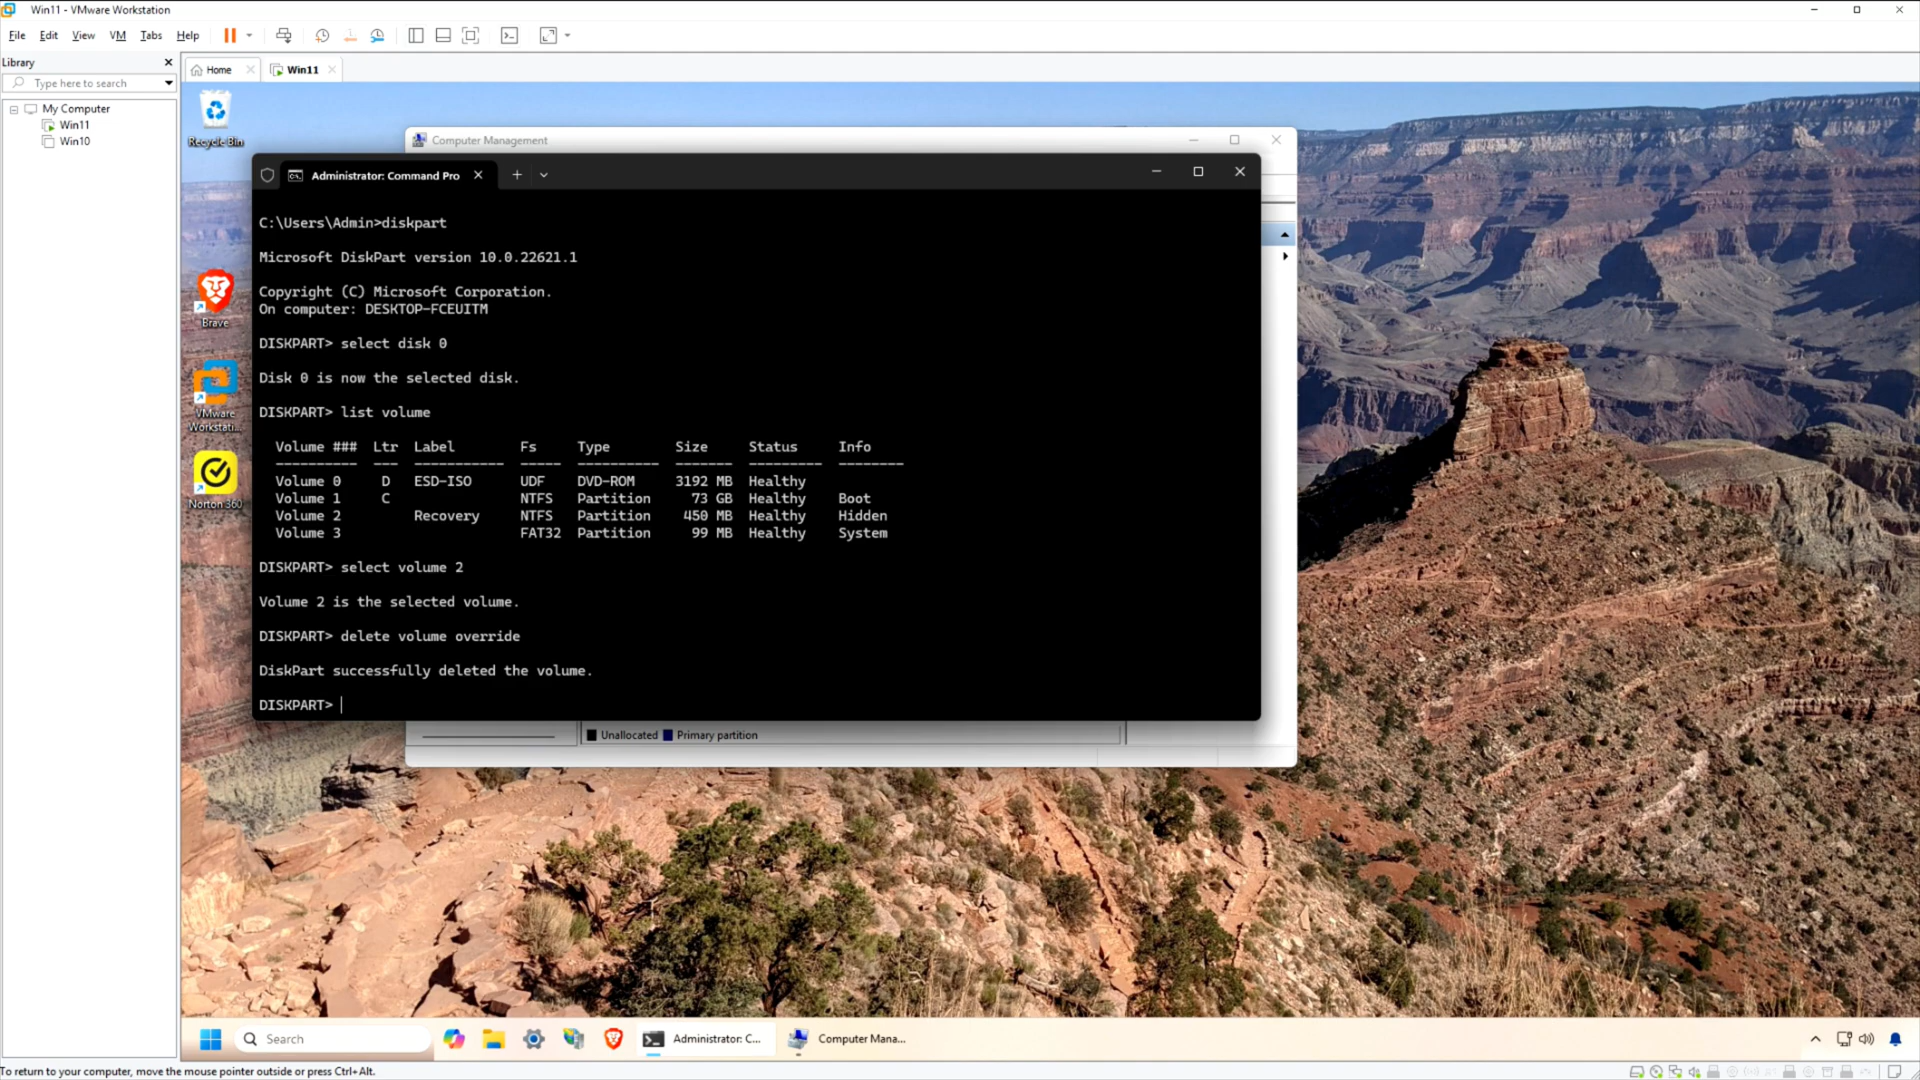 Win11 - VMware Workstation
File Edit View VM Tabs Help
Library
Type here to search
My Computer
Win11
Win10
Home
Win11
Recycle Bin
Brave
VMware Workstati...
Norton 360
Computer Management
Administrator: Command Pro
C:\Users\Admin>diskpart
Microsoft DiskPart version 10.0.22621.1
Copyright (C) Microsoft Corporation.
On computer: DESKTOP-FCEUITM
DISKPART> select disk 0
Disk 0 is now the selected disk.
DISKPART> list volume
Volume ### Ltr Label Fs Type Size Status Info
---------- --- ----------- ----- ---------- ------- --------- --------
Volume 0 D ESD-ISO UDF DVD-ROM 3192 MB Healthy
Volume 1 C NTFS Partition 73 GB Healthy Boot
Volume 2 Recovery NTFS Partition 450 MB Healthy Hidden
Volume 3 FAT32 Partition 99 MB Healthy System
DISKPART> select volume 2
Volume 2 is the selected volume.
DISKPART> delete volume override
DiskPart successfully deleted the volume.
DISKPART>
Unallocated Primary partition
Search
Administrator: C...
Computer Mana...
To return to your computer, move the mouse pointer outside or press Ctrl+Alt.